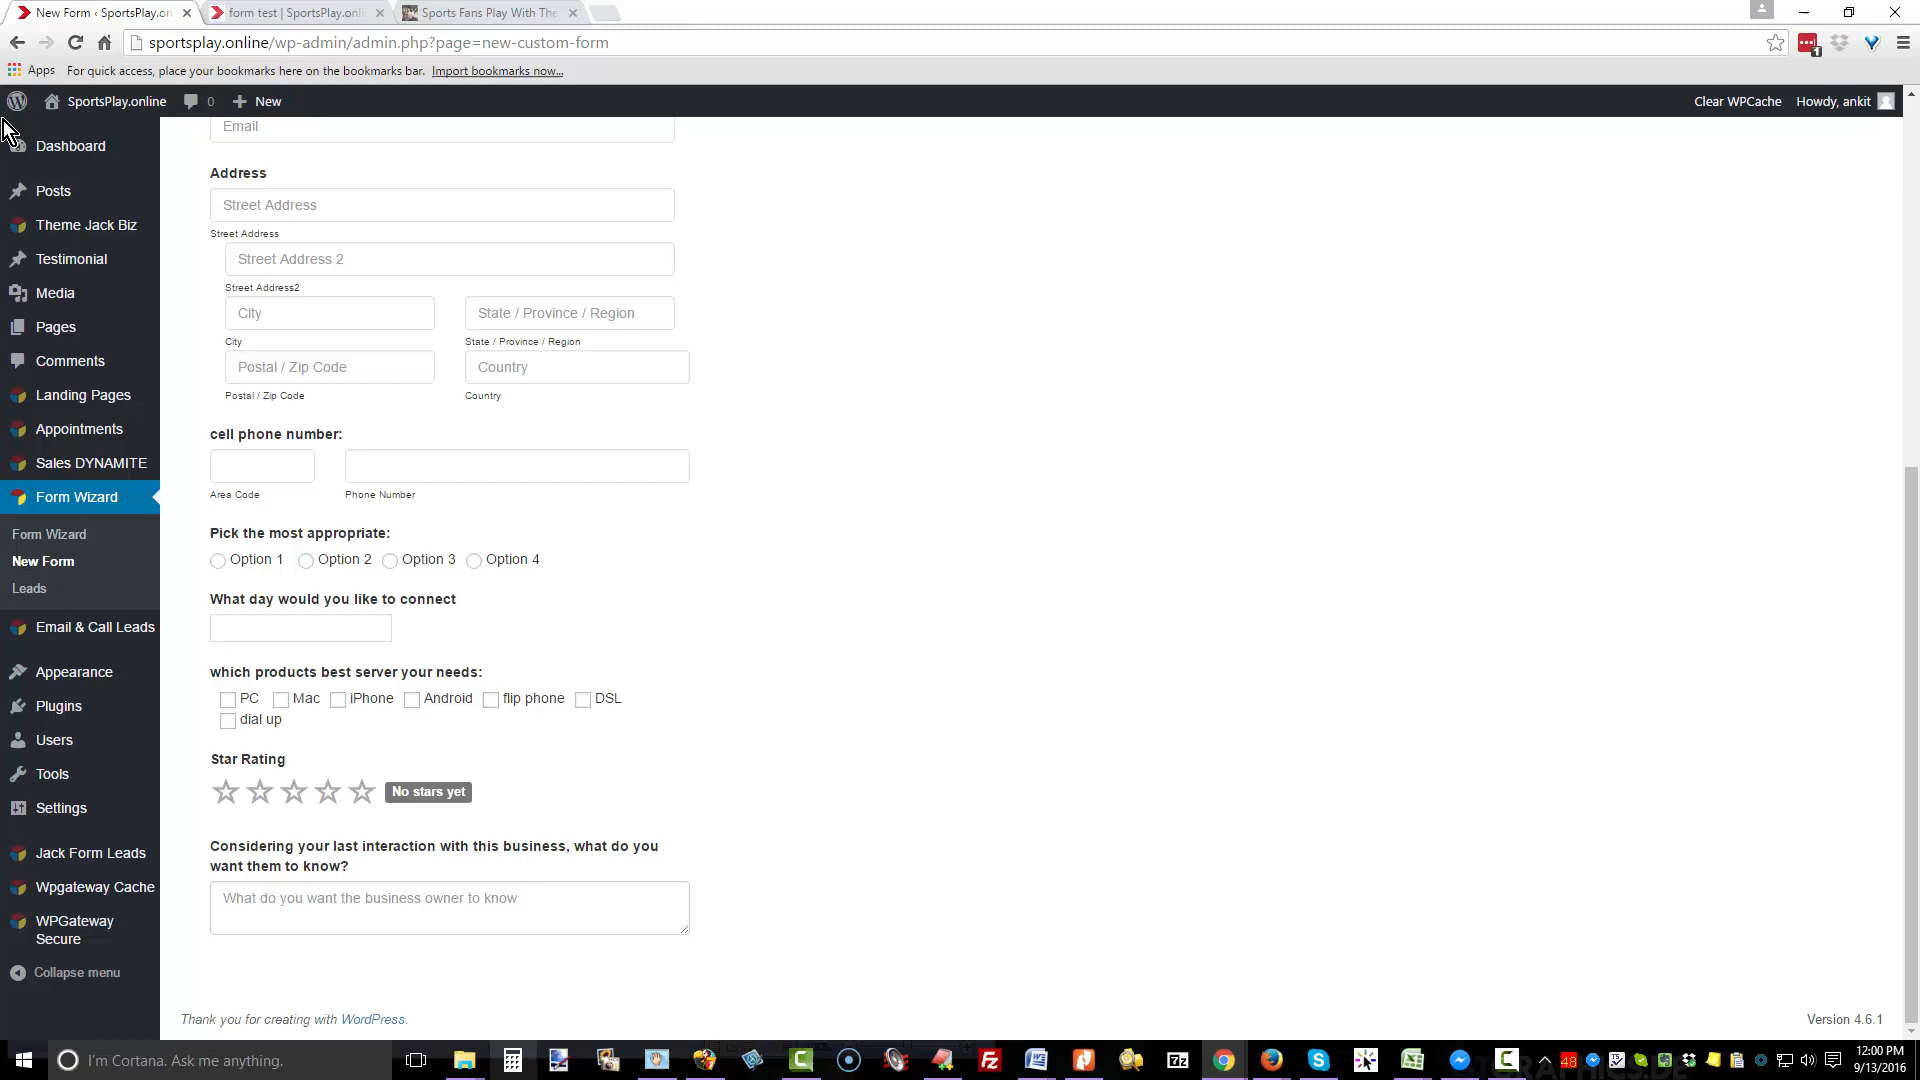 New Form ‹ SportsPlay.on
form test | SportsPlay.onli
Sports Fans Play With The
sportsplay.online/wp-admin/admin.php?page=new-custom-form
1
Apps
For quick access, place your bookmarks here on the bookmarks bar. Import bookmarks now...
SportsPlay.online
0
New
Clear WPCache
Howdy, ankit
Dashboard
Posts
Theme Jack Biz
Testimonial
Media
Pages
Comments
Landing Pages
Appointments
Sales DYNAMITE
Form Wizard
Form Wizard
New Form
Leads
Email & Call Leads
Appearance
Plugins
Users
Tools
Settings
Jack Form Leads
Wpgateway Cache
WPGateway
Secure
Collapse menu
Email
Address
Street Address
Street Address
Street Address 2
Street Address2
City
State / Province / Region
City
State / Province / Region
Postal / Zip Code
Country
Postal / Zip Code
Country
cell phone number:
Area Code
Phone Number
Pick the most appropriate:
Option 1 Option 2 Option 3 Option 4
What day would you like to connect
which products best server your needs:
PC Mac iPhone Android flip phone DSL
dial up
Star Rating
No stars yet
Considering your last interaction with this business, what do you
want them to know?
What do you want the business owner to know
Thank you for creating with WordPress.
Version 4.6.1
I'm Cortana. Ask me anything.
48
12:00 PM
9/13/2016